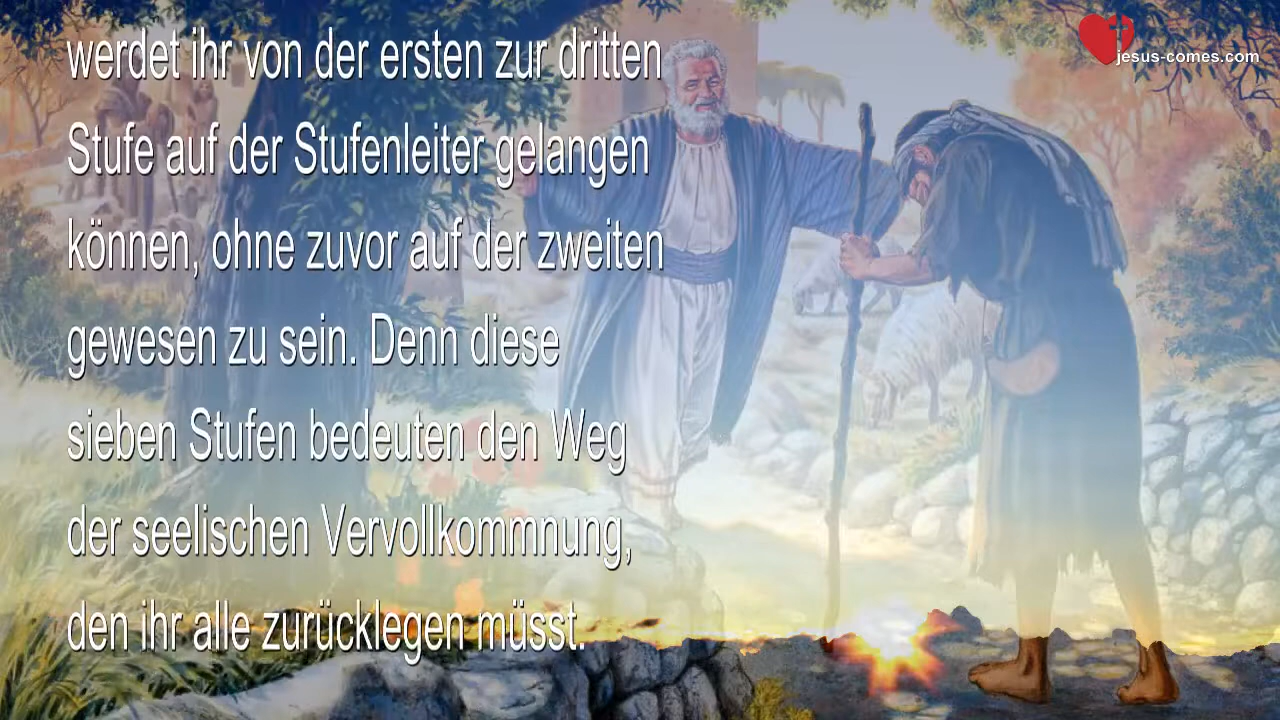 jesus-comes.com
werdet ihr von der ersten zur dritten
Stufe auf der Stufenleiter gelangen
können, ohne zuvor auf der zweiten
gewesen zu sein. Denn diese
sieben Stufen bedeuten den Weg
der seelischen Vervollkommnung,
den ihr alle zurücklegen müsst.